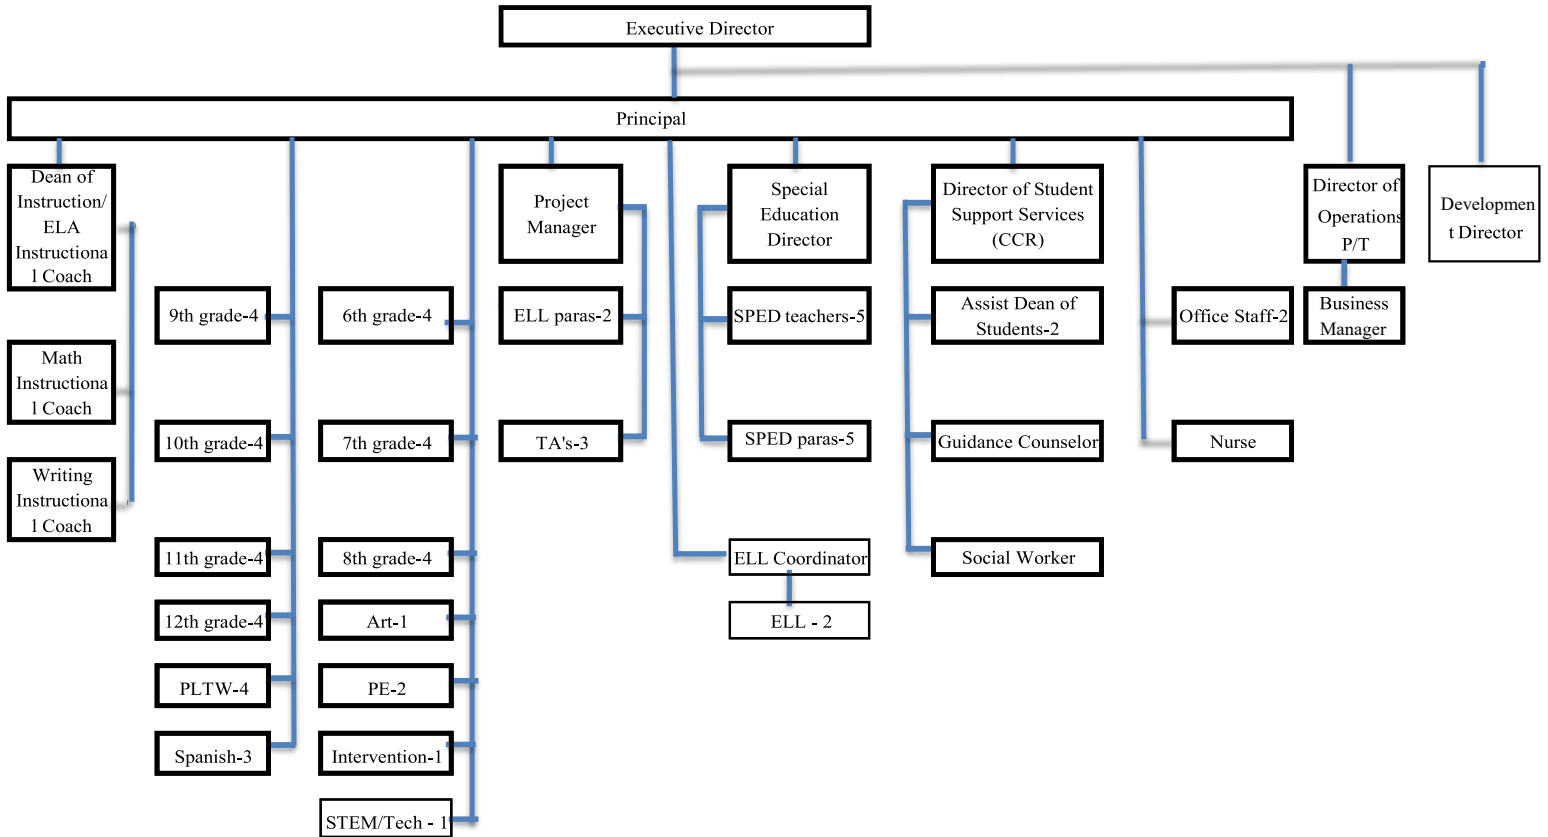 Executive Director
Principal
Dean of
Instruction/
ELA
Instructiona
l Coach
Project
Manager
Special
Education
Director
Director of Student
Support Services
(CCR)
Director of
Operations
P/T
Developmen
t Director
9th grade-4
6th grade-4
ELL paras-2
SPED teachers-5
Assist Dean of
Students-2
Office Staff-2
Business
Manager
Math
Instructiona
l Coach
10th grade-4
7th grade-4
TA's-3
SPED paras-5
Guidance Counselor
Nurse
Writing
Instructiona
l Coach
11th grade-4
8th grade-4
ELL Coordinator
Social Worker
12th grade-4
Art-1
ELL - 2
PLTW-4
PE-2
Spanish-3
Intervention-1
STEM/Tech - 1